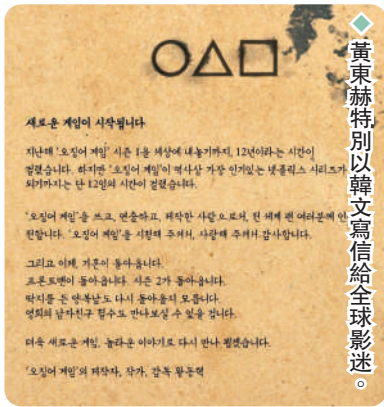 ○△□
새로운 게임이 시작됩니다
지난해 '오징어 게임' 시즌 1을 세상에 내놓기까지, 12년이라는 시간이
걸렸습니다. 하지만 '오징어 게임'이 역사상 가장 인기있는 넷플릭스 시리즈가
되기까지는 단 12일의 시간이 걸렸습니다.
'오징어 게임'을 쓰고, 연출하고, 제작한 사람으로서, 전 세계 팬 여러분께 인
전합니다. '오징어 게임'을 시청해 주셔서, 사랑해 주셔서 감사합니다.
그리고 이제, 기훈이 돌아옵니다.
프론트맨이 돌아옵니다. 시즌 2가 돌아옵니다.
딱지를 든 양복남도 다시 돌아올지 모릅니다.
영희의 남자친구 철수도 만나보실 수 있을 겁니다.
더욱 새로운 게임, 놀라운 이야기로 다시 만나 뵙겠습니다.
'오징어 게임'의 제작자, 작가, 감독 황동혁
◆黃東赫特別以韓文寫信給全球影迷。